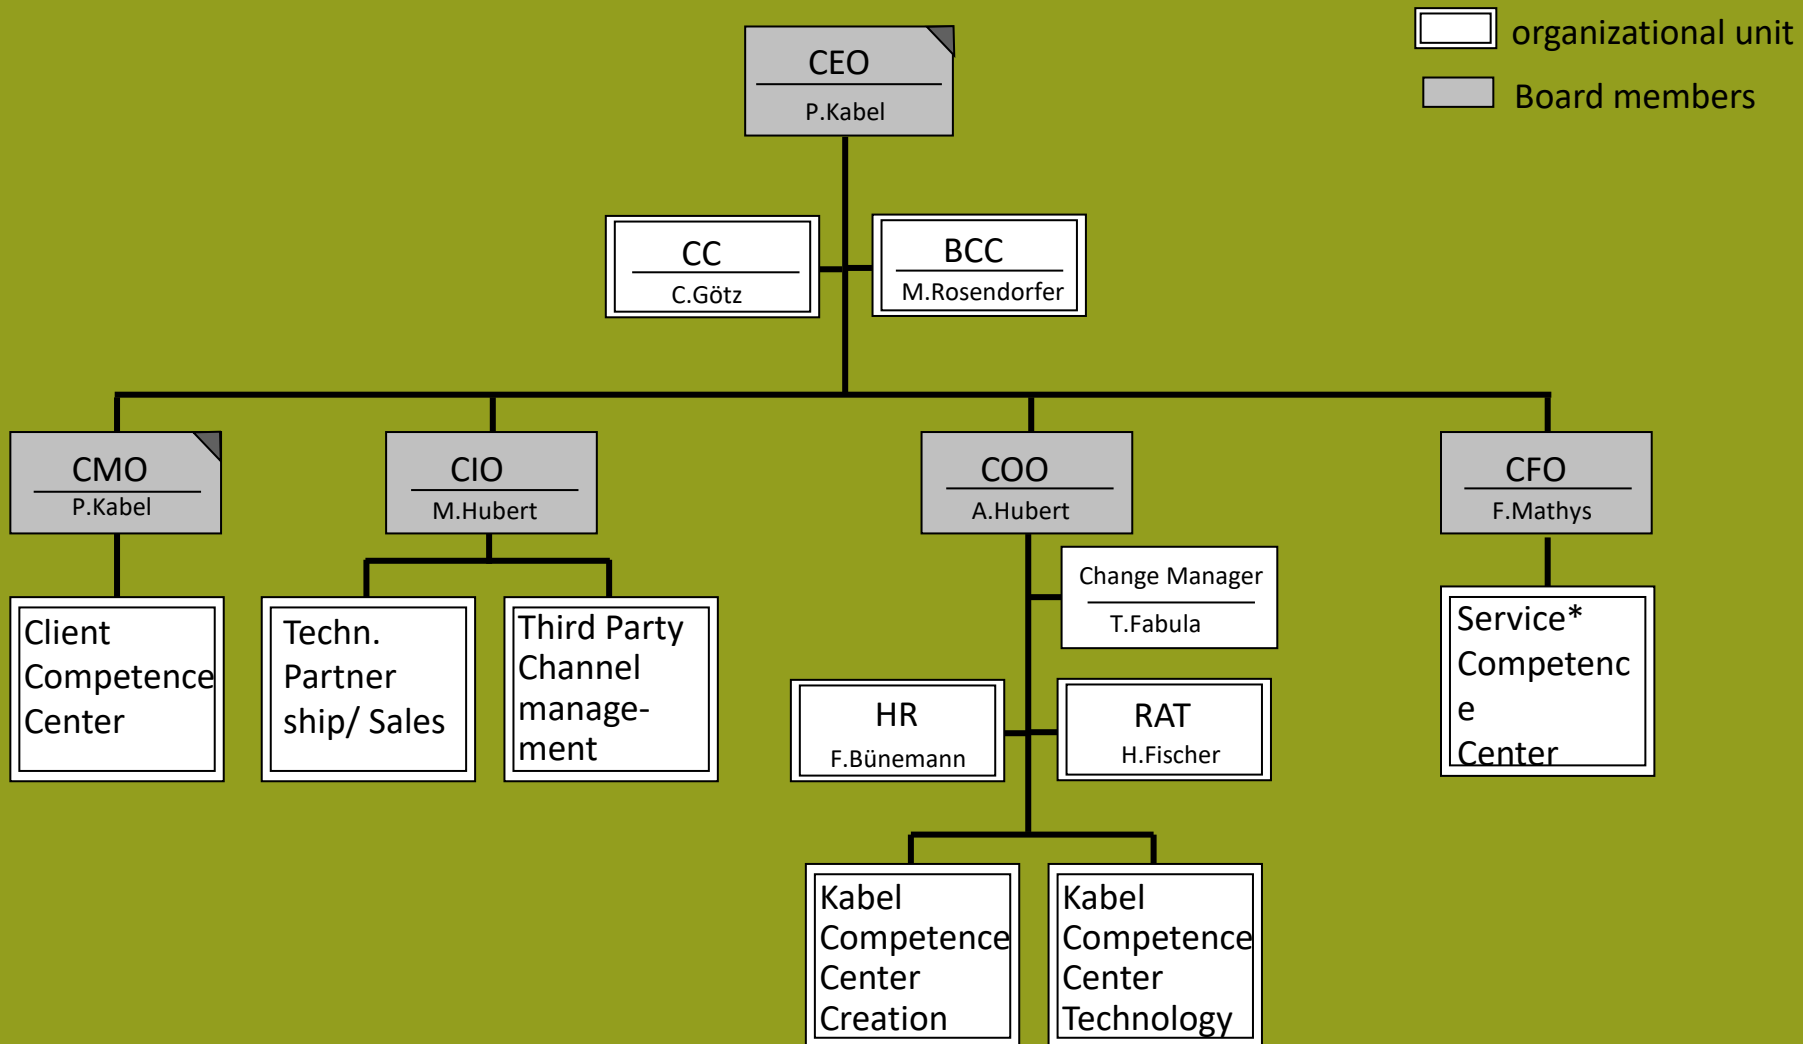 organizational unit
Board members
CEO
P.Kabel
CC
C.Götz
BCC
M.Rosendorfer
CMO
P.Kabel
CIO
M.Hubert
COO
A.Hubert
CFO
F.Mathys
Change Manager
T.Fabula
Client
Competence
Center
Techn.
Partner
ship/ Sales
Third Party
Channel
manage-
ment
Service*
Competenc
e
Center
HR
F.Bünemann
RAT
H.Fischer
Kabel
Competence
Center
Creation
Kabel
Competence
Center
Technology